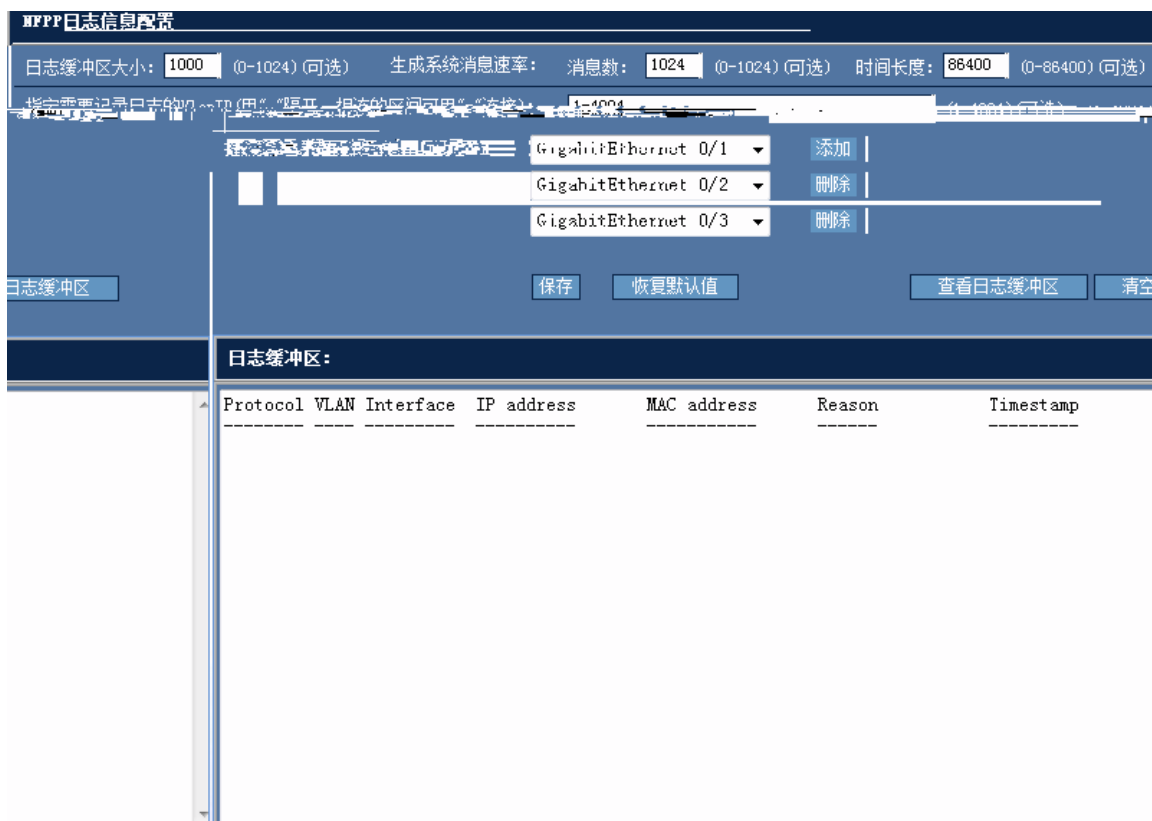 NFPP日志信息配置
日志缓冲区大小: 1000 (0-1024)(可选) 生成系统消息速率: 消息数: 1024 (0-1024)(可选) 时间长度: 86400 (0-86400)(可选)
GigabitEthernet 0/1 添加
GigabitEthernet 0/2 删除
GigabitEthernet 0/3 删除
日志缓冲区 保存 恢复默认值 查看日志缓冲区 清空
日志缓冲区:
Protocol VLAN Interface IP address MAC address Reason Timestamp
-------- ---- --------- ---------- ----------- ------ ---------